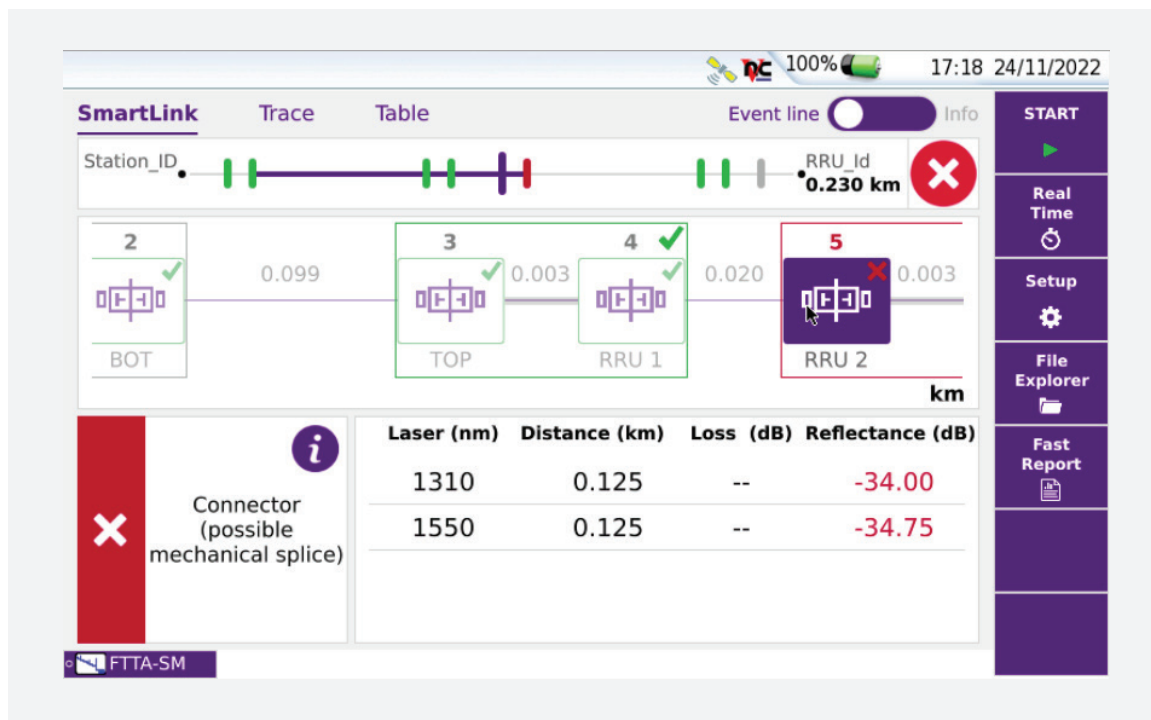 100%
17:18 24/11/2022
SmartLink Trace Table Event line Info
START
Station_ID
RRU_Id
0.230 km
Real
Time
2 3 4 5
0.099 0.003 0.020 0.003
Setup
BOT TOP RRU 1 RRU 2
km
File
Explorer
Laser (nm) Distance (km) Loss (dB) Reflectance (dB)
1310 0.125 -- -34.00
1550 0.125 -- -34.75
i
Connector
(possible
mechanical splice)
Fast
Report
FTTA-SM